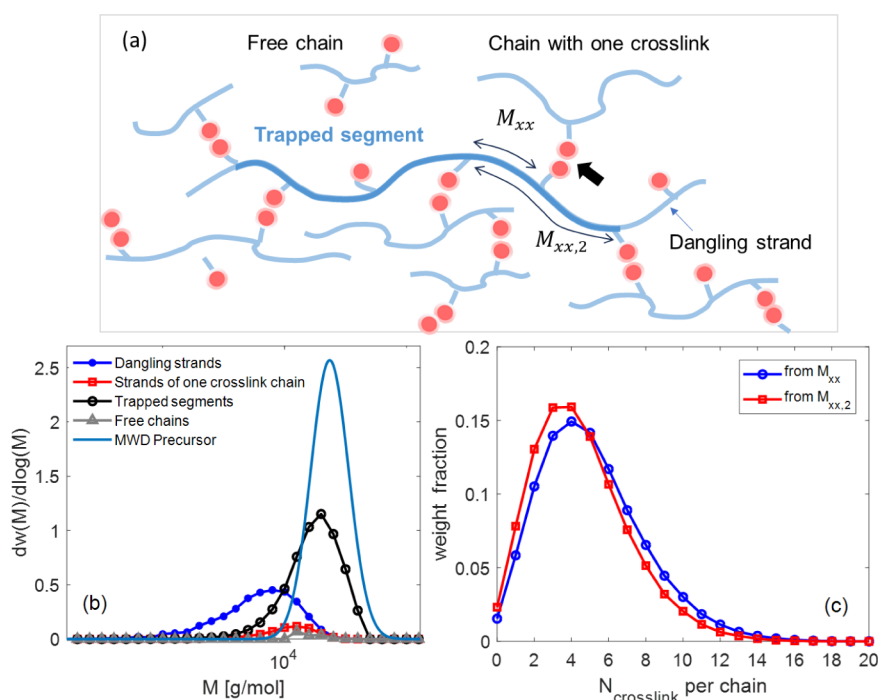 (a)
Free chain
Chain with one crosslink
M_xx
Trapped segment
M_xx,2
Dangling strand
Dangling strands
Strands of one crosslink chain
Trapped segments
Free chains
MWD Precursor
2.5
2
1.5
1
0.5
0
dw(M)/dlog(M)
(b)
10^4
M [g/mol]
from M_xx
from M_xx,2
0.2
0.15
0.1
0.05
0
weight fraction
(c)
0 2 4 6 8 10 12 14 16 18 20
N_crosslink per chain